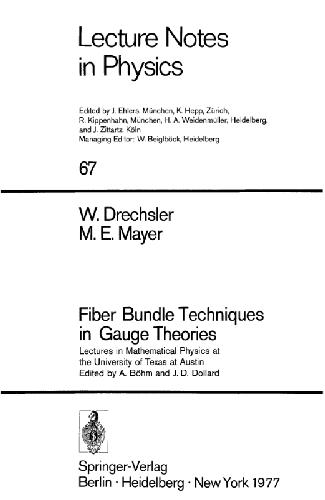 Lecture Notes
in Physics
Edited by J. Ehlers, München, K. Hepp, Zürich,
R. Kippenhahn, München, H. A. Weidenmüller, Heidelberg,
and J. Zittartz, Köln
Managing Editor: W. Beiglböck, Heidelberg
67
W. Drechsler
M. E. Mayer
Fiber Bundle Techniques
in Gauge Theories
Lectures in Mathematical Physics at
the University of Texas at Austin
Edited by A. Böhm and J. D. Dollard
Springer-Verlag
Berlin · Heidelberg · New York 1977